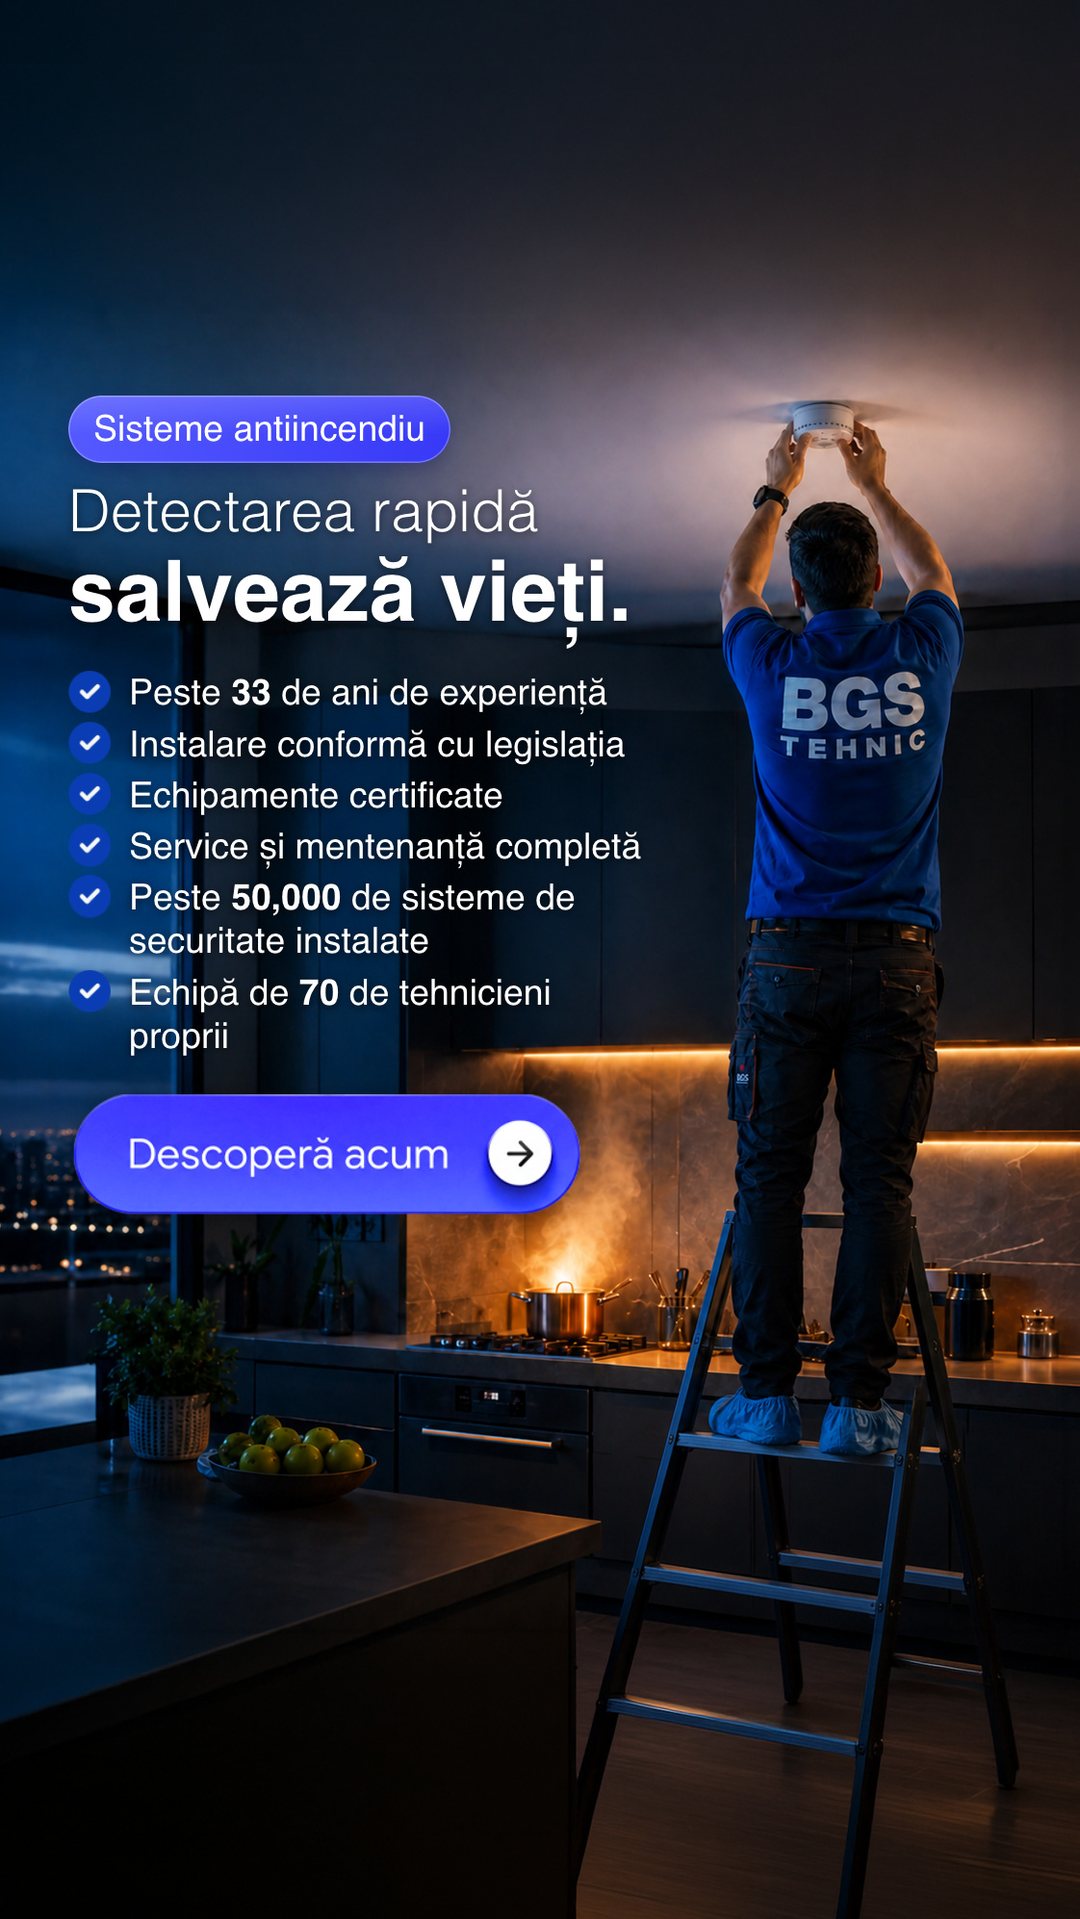 Sisteme antiincendiu
Detectarea rapidă
salvează vieți.
Peste 33 de ani de experiență
Instalare conformă cu legislația
Echipamente certificate
Service și mentenanță completă
Peste 50,000 de sisteme de
securitate instalate
Echipă de 70 de tehnicieni
proprii
Descoperă acum
BGS
TEHNIC
BGS